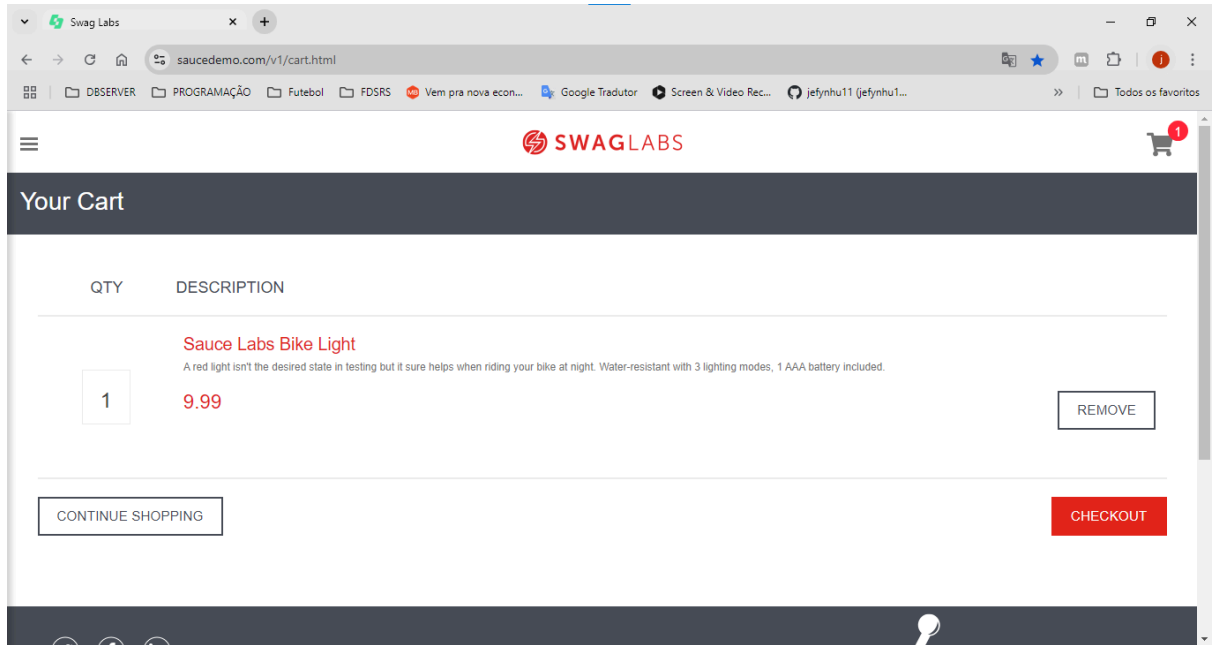 Swag Labs
saucedemo.com/v1/cart.html
m
j
DBSERVER PROGRAMAÇÃO Futebol FDSRS Vem pra nova econ... Google Tradutor Screen & Video Rec... jefynhu11 (jefynhu1... » Todos os favoritos
SWAGLABS
1
Your Cart
QTY DESCRIPTION
Sauce Labs Bike Light
A red light isn't the desired state in testing but it sure helps when riding your bike at night. Water-resistant with 3 lighting modes, 1 AAA battery included.
1 9.99
REMOVE
CONTINUE SHOPPING CHECKOUT